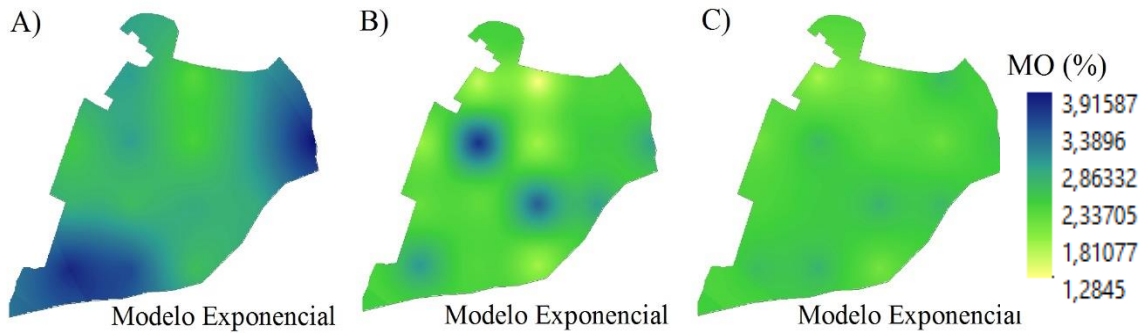 A)
B)
C)
MO (%)
3,91587
3,3896
2,86332
2,33705
1,81077
1,2845
Modelo Exponencial
Modelo Exponencial
Modelo Exponencial